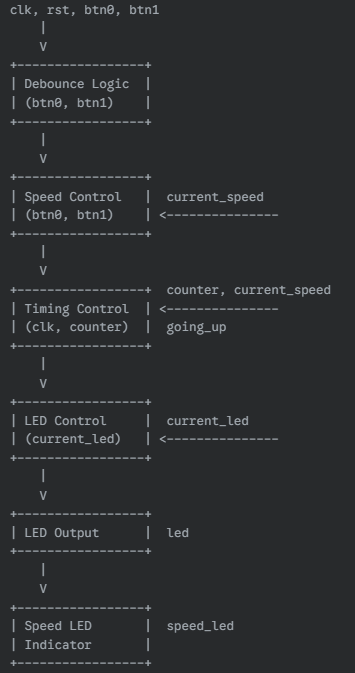 clk, rst, btn0, btn1
|
V
+-----------------+
| Debounce Logic  |
| (btn0, btn1)    |
+-----------------+
|
V
+-----------------+
| Speed Control   |  current_speed
| (btn0, btn1)    | <---------------
+-----------------+
|
V
+-----------------+  counter, current_speed
| Timing Control  | <---------------
| (clk, counter)  |  going_up
+-----------------+
|
V
+-----------------+
| LED Control     |  current_led
| (current_led)   | <---------------
+-----------------+
|
V
+-----------------+
| LED Output      |  led
+-----------------+
|
V
+-----------------+
| Speed LED       |  speed_led
| Indicator       |
+-----------------+